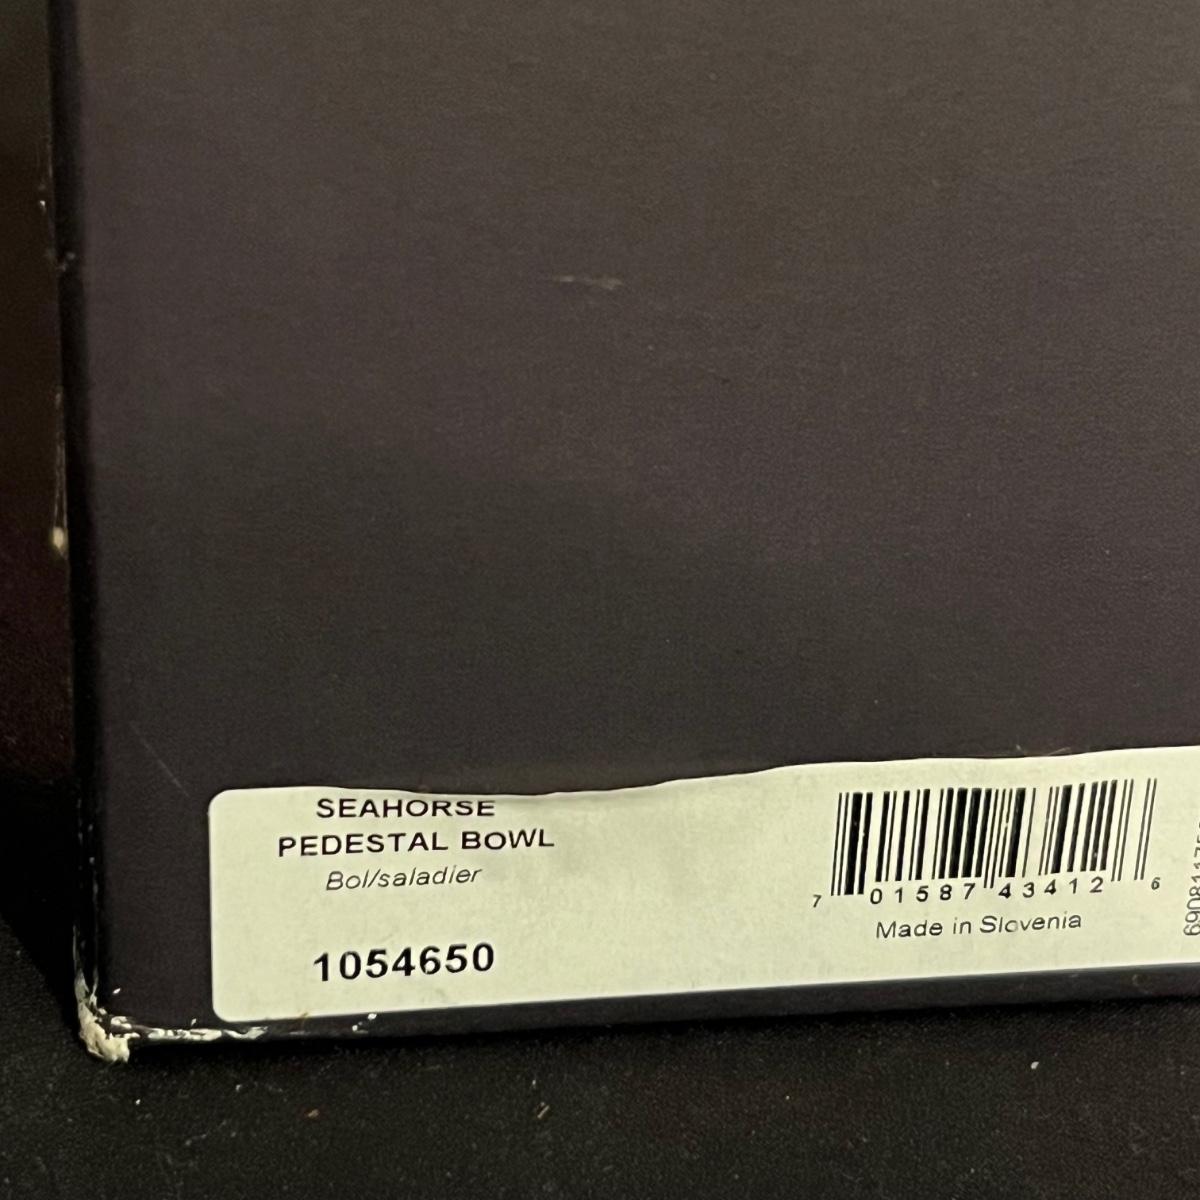 SEAHORSE
PEDESTAL BOWL
Bol/saladier
1054650
7 01587 43412 6
Made in Slovenia